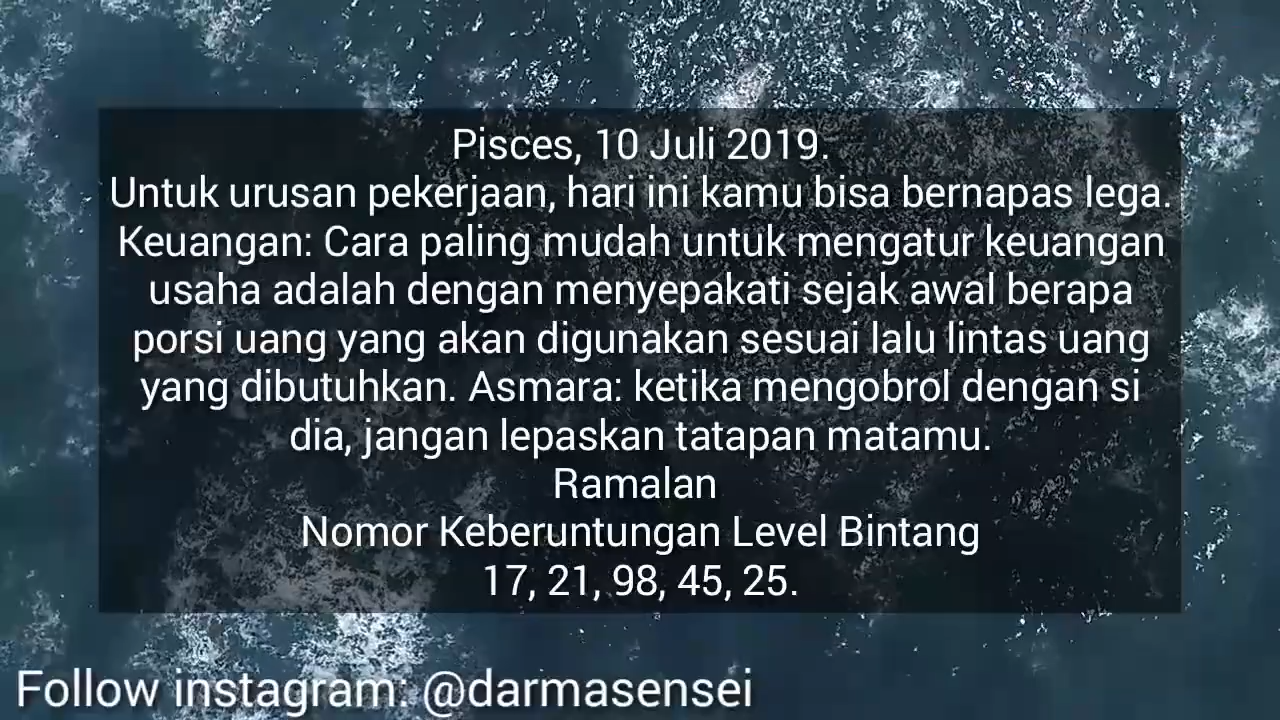 Pisces, 10 Juli 2019.
Untuk urusan pekerjaan, hari ini kamu bisa bernapas lega.
Keuangan: Cara paling mudah untuk mengatur keuangan
usaha adalah dengan menyepakati sejak awal berapa
porsi uang yang akan digunakan sesuai lalu lintas uang
yang dibutuhkan. Asmara: ketika mengobrol dengan si
dia, jangan lepaskan tatapan matamu.
Ramalan
Nomor Keberuntungan Level Bintang
17, 21, 98, 45, 25.
Follow instagram: @darmasensei